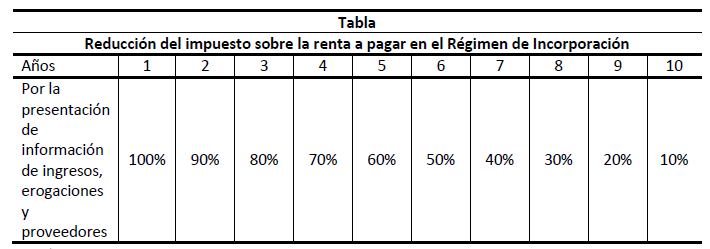 Tabla
Reducción del impuesto sobre la renta a pagar en el Régimen de Incorporación
Años 1 2 3 4 5 6 7 8 9 10
Por la
presentación
de
información
de ingresos,
erogaciones
y
proveedores
100% 90% 80% 70% 60% 50% 40% 30% 20% 10%